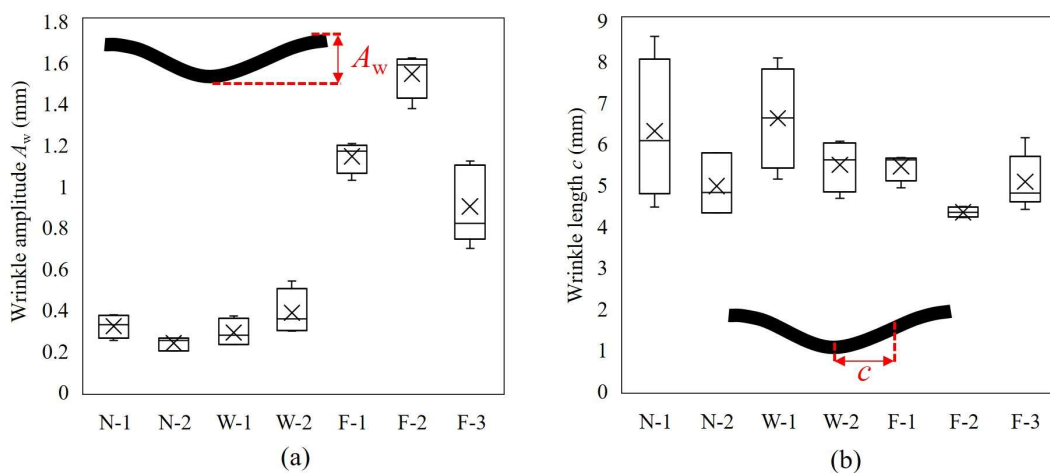 Wrinkle amplitude A_w (mm)
1.8
1.6
1.4
1.2
1
0.8
0.6
0.4
0.2
0
A_w
N-1 N-2 W-1 W-2 F-1 F-2 F-3
(a)
Wrinkle length c (mm)
9
8
7
6
5
4
3
2
1
0
c
N-1 N-2 W-1 W-2 F-1 F-2 F-3
(b)